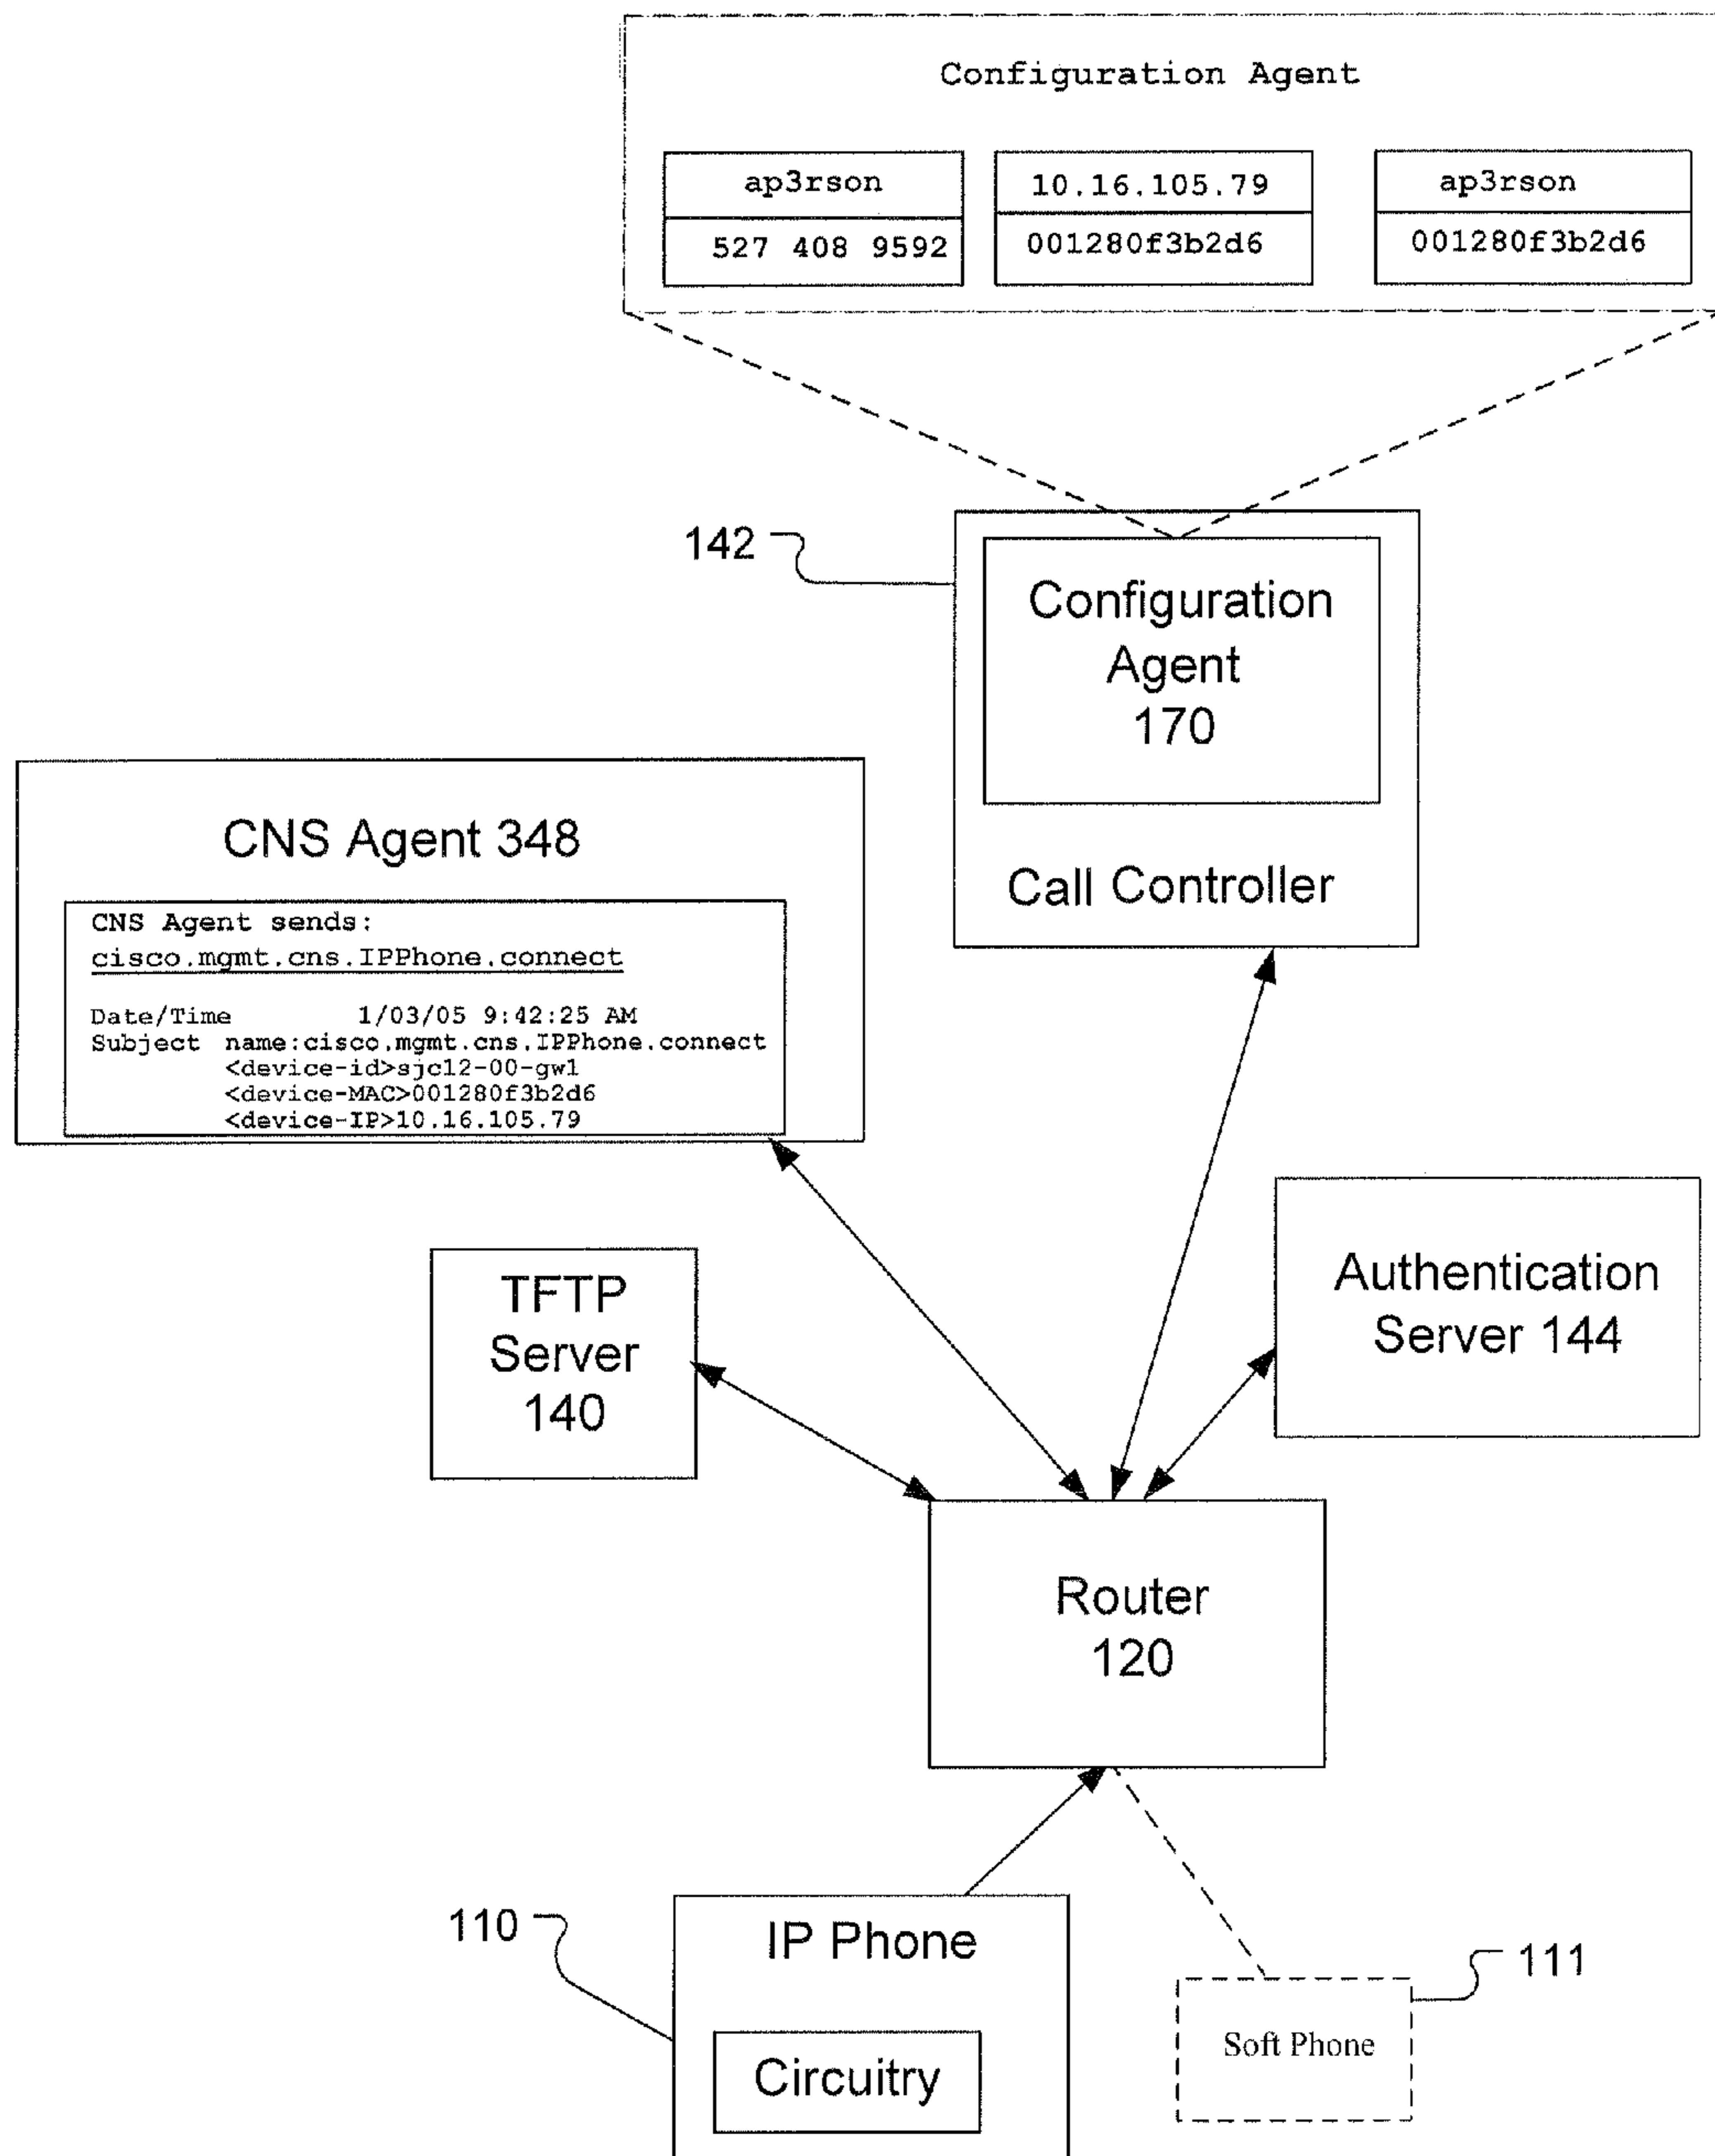 Configuration Agent
ap3rson
527 408 9592
10.16.105.79
001280f3b2d6
ap3rson
001280f3b2d6
142
Configuration
Agent
170
Call Controller
CNS Agent 348
CNS Agent sends:
cisco.mgmt.cns.IPPhone.connect
Date/Time 1/03/05 9:42:25 AM
Subject name:cisco.mgmt.cns.IPPhone.connect
<device-id>sjc12-00-gw1
<device-MAC>001280f3b2d6
<device-IP>10.16.105.79
TFTP
Server
140
Authentication
Server 144
Router
120
110
IP Phone
Circuitry
111
Soft Phone